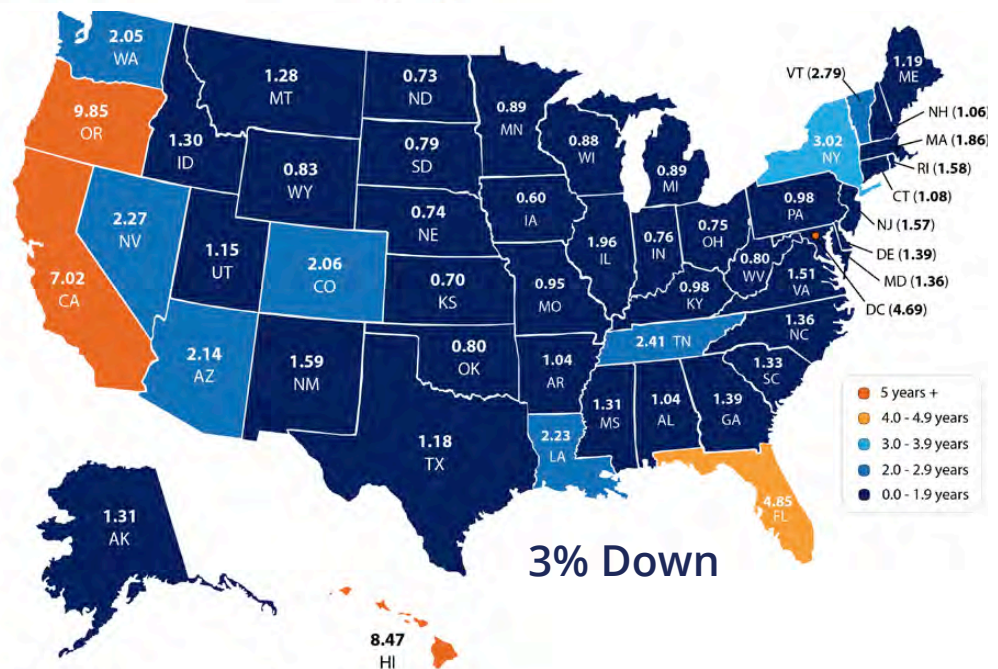 2.05
WA
9.85
OR
7.02
CA
2.27
NV
1.30
ID
1.28
MT
0.83
WY
1.15
UT
2.06
CO
2.14
AZ
1.59
NM
0.73
ND
0.79
SD
0.74
NE
0.70
KS
0.80
OK
1.18
TX
0.89
MN
0.60
IA
0.95
MO
1.04
AR
2.23
LA
0.88
WI
1.96
IL
0.89
MI
0.76
IN
0.75
OH
0.98
KY
2.41 TN
1.31
MS
1.04
AL
1.39
GA
4.85
FL
1.33
SC
1.36
NC
1.51
VA
0.80
WV
0.98
PA
3.02
NY
1.19
ME
VT (2.79)
NH (1.06)
MA (1.86)
RI (1.58)
CT (1.08)
NJ (1.57)
DE (1.39)
MD (1.36)
DC (4.69)
5 years +
4.0 - 4.9 years
3.0 - 3.9 years
2.0 - 2.9 years
0.0 - 1.9 years
1.31
AK
8.47
HI
3% Down